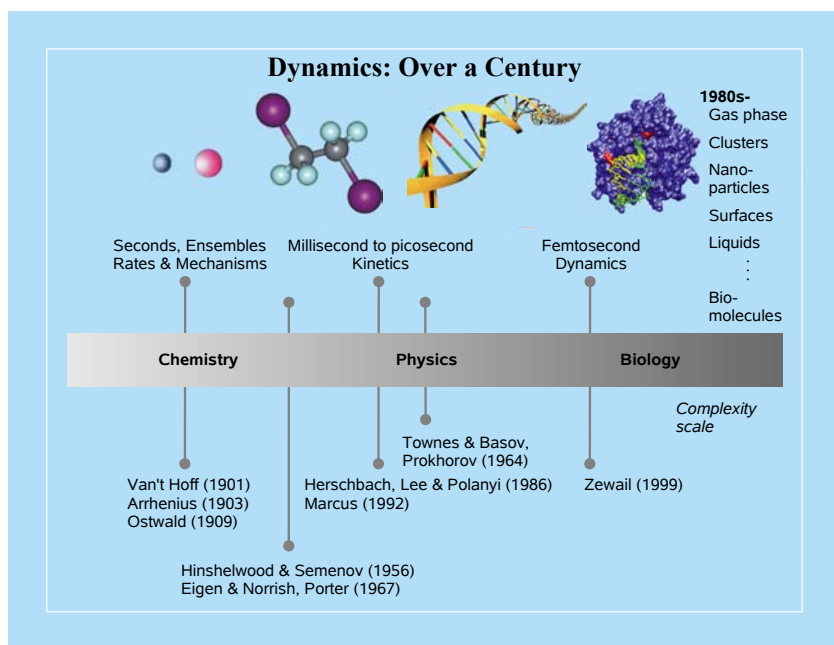 Dynamics: Over a Century
1980s-
Gas phase
Clusters
Nano-
particles
Surfaces
Liquids
.
.
.
Bio-
molecules
Seconds, Ensembles
Rates & Mechanisms
Millisecond to picosecond
Kinetics
Femtosecond
Dynamics
Chemistry
Physics
Biology
Complexity
scale
Townes & Basov,
Prokhorov (1964)
Van't Hoff (1901)
Arrhenius (1903)
Ostwald (1909)
Herschbach, Lee & Polanyi (1986)
Marcus (1992)
Zewail (1999)
Hinshelwood & Semenov (1956)
Eigen & Norrish, Porter (1967)